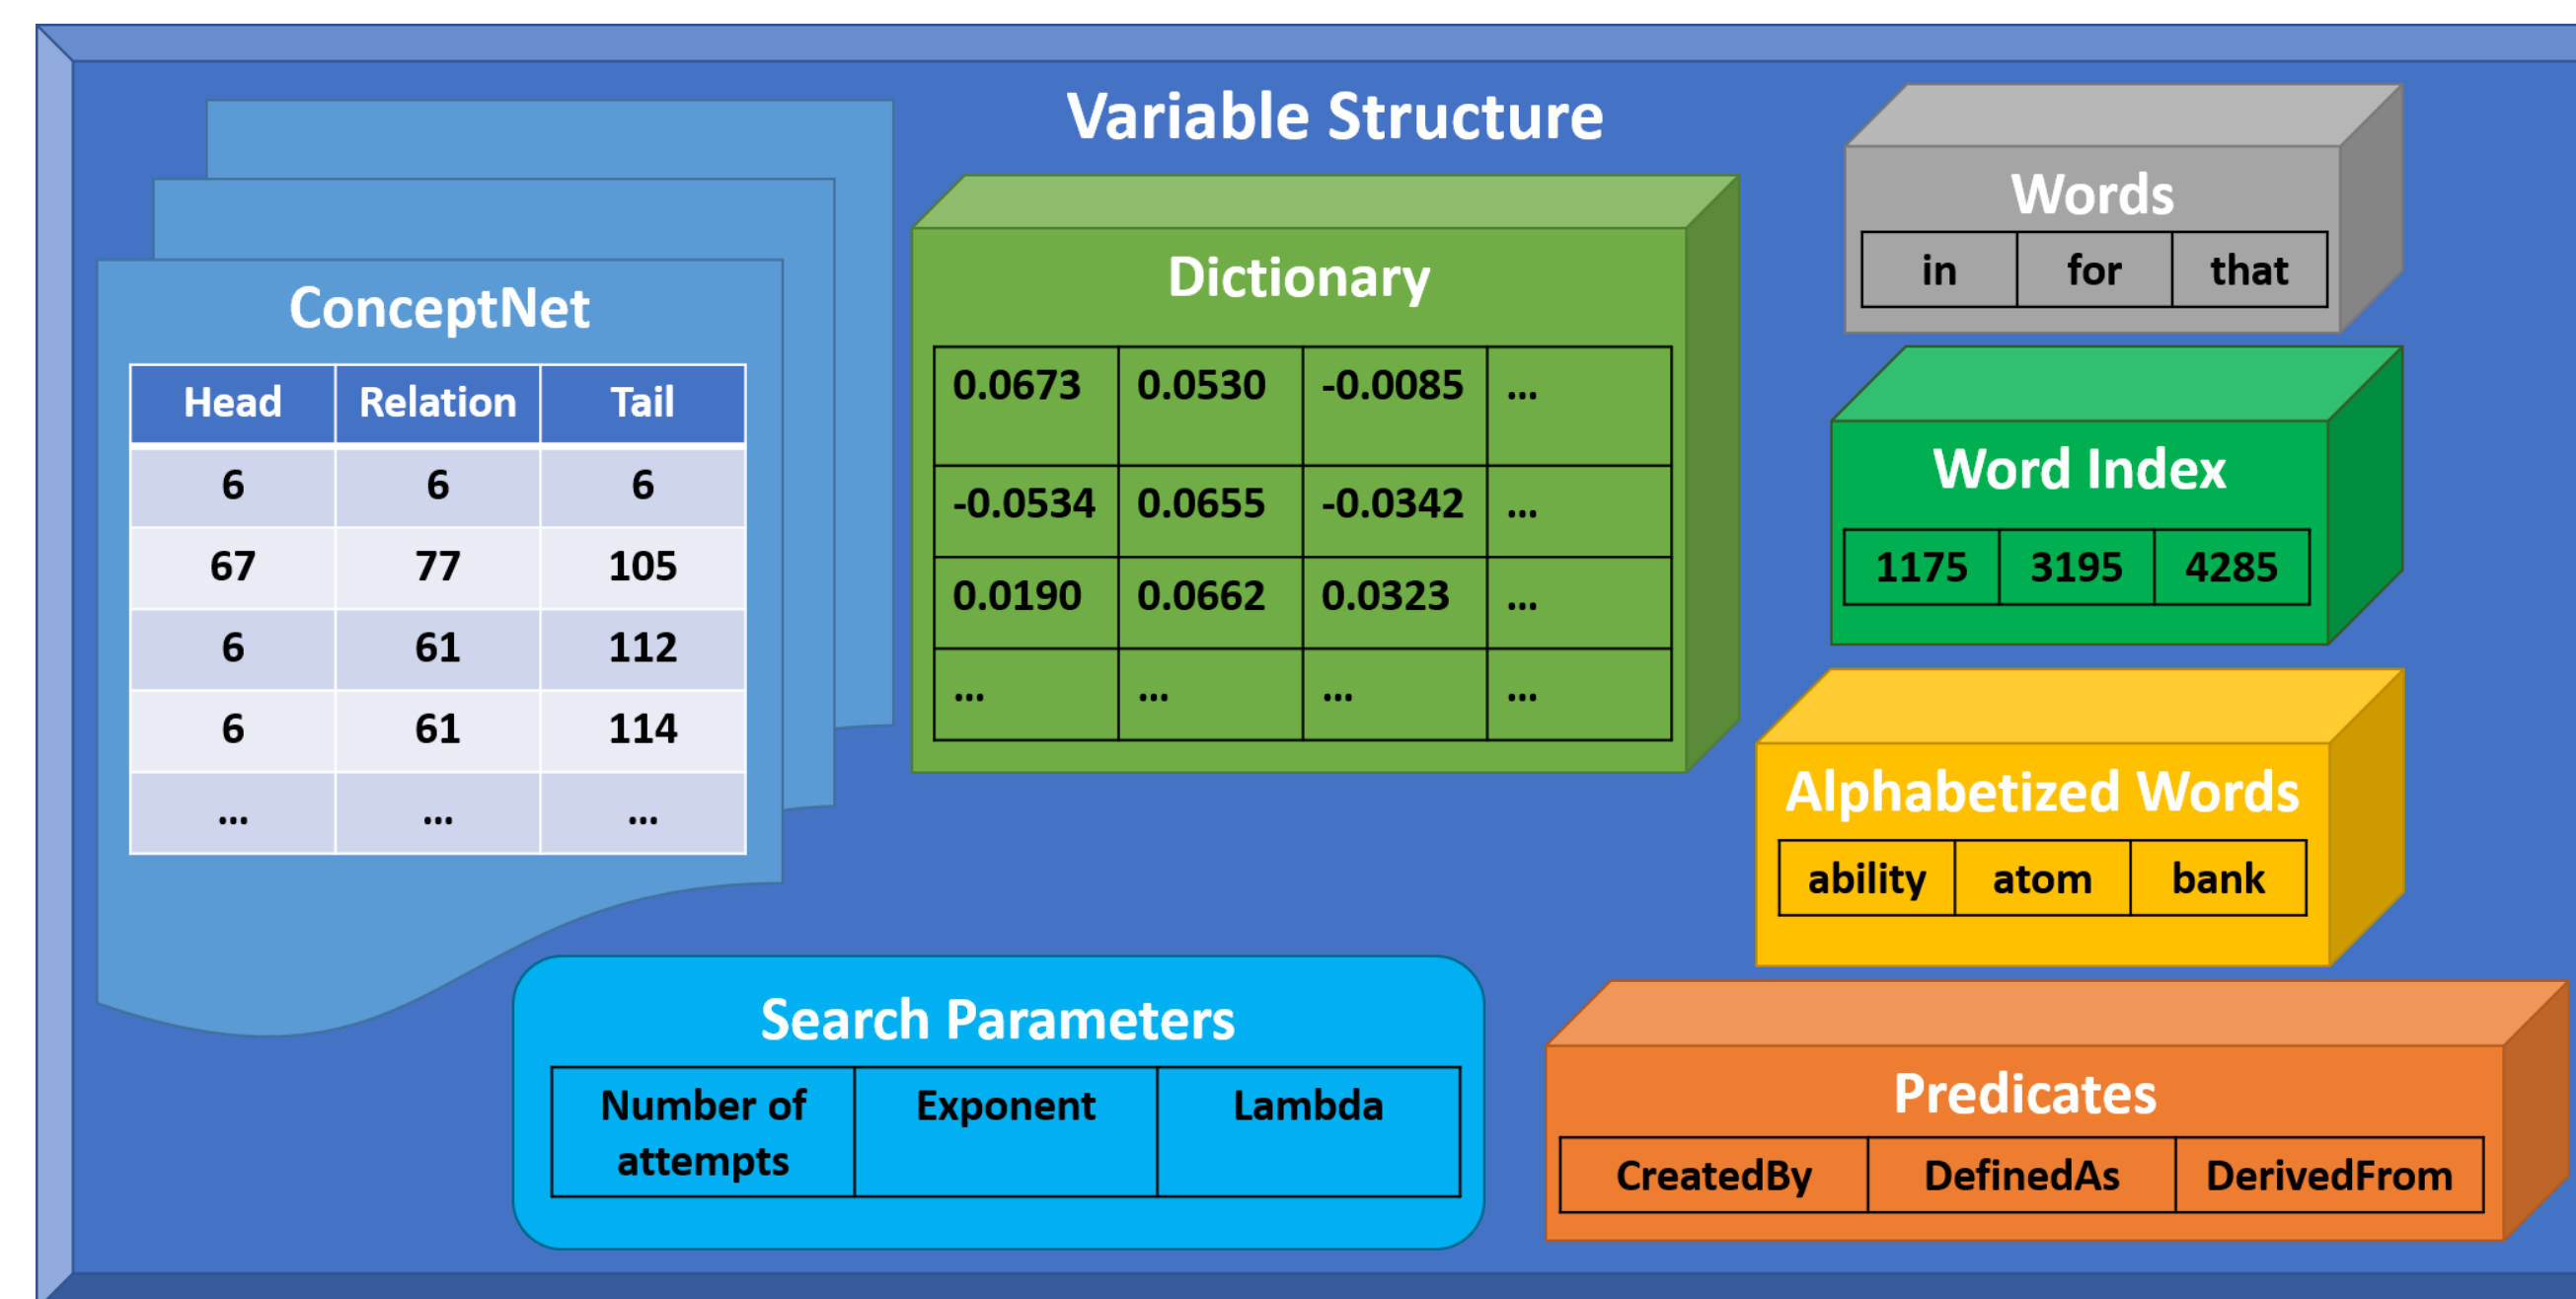 Variable Structure
ConceptNet
Head Relation Tail
6 6 6
67 77 105
6 61 112
6 61 114
... ... ...
Dictionary
0.0673 0.0530 -0.0085 ...
-0.0534 0.0655 -0.0342 ...
0.0190 0.0662 0.0323 ...
... ... ... ...
Words
in for that
Word Index
1175 3195 4285
Alphabetized Words
ability atom bank
Search Parameters
Number of attempts Exponent Lambda
Predicates
CreatedBy DefinedAs DerivedFrom